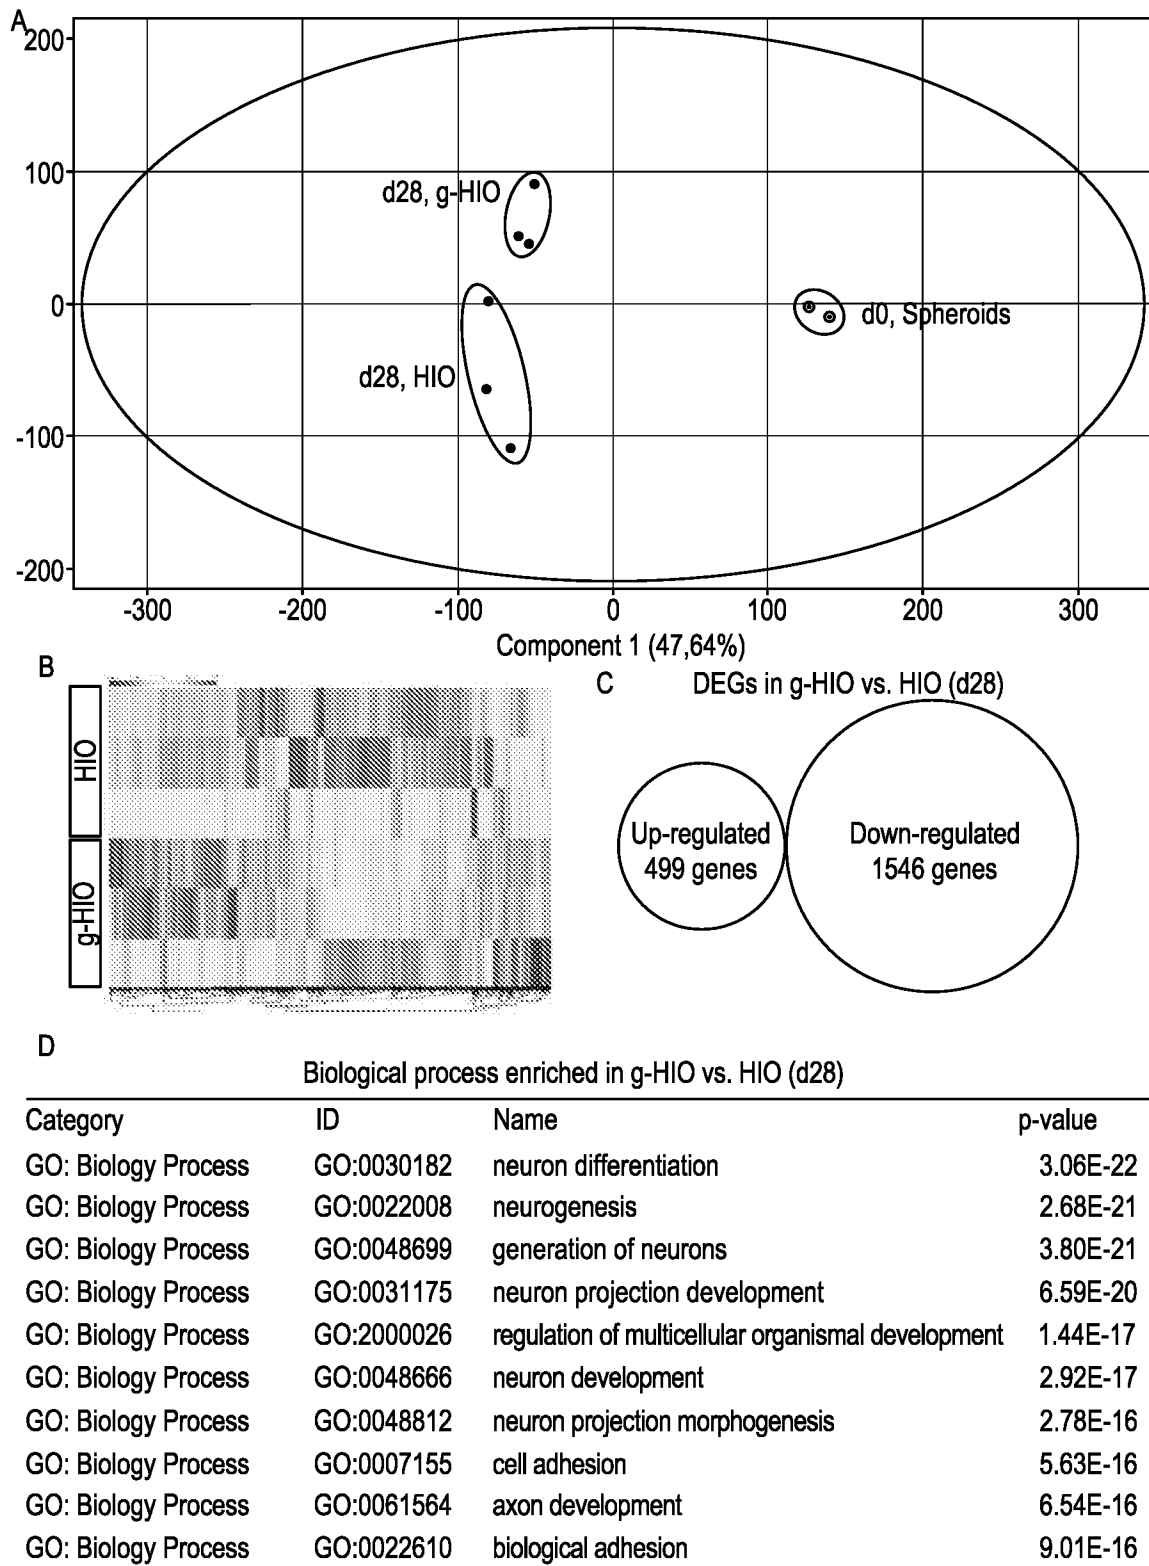 A
200
100
0
-100
-200
d28, g-HIO
d28, HIO
d0, Spheroids
-300 -200 -100 0 100 200 300
Component 1 (47,64%)
B
HIO
g-HIO
C
DEGs in g-HIO vs. HIO (d28)
Up-regulated
499 genes
Down-regulated
1546 genes
D
Biological process enriched in g-HIO vs. HIO (d28)
Category ID Name p-value
GO: Biology Process GO:0030182 neuron differentiation 3.06E-22
GO: Biology Process GO:0022008 neurogenesis 2.68E-21
GO: Biology Process GO:0048699 generation of neurons 3.80E-21
GO: Biology Process GO:0031175 neuron projection development 6.59E-20
GO: Biology Process GO:2000026 regulation of multicellular organismal development 1.44E-17
GO: Biology Process GO:0048666 neuron development 2.92E-17
GO: Biology Process GO:0048812 neuron projection morphogenesis 2.78E-16
GO: Biology Process GO:0007155 cell adhesion 5.63E-16
GO: Biology Process GO:0061564 axon development 6.54E-16
GO: Biology Process GO:0022610 biological adhesion 9.01E-16